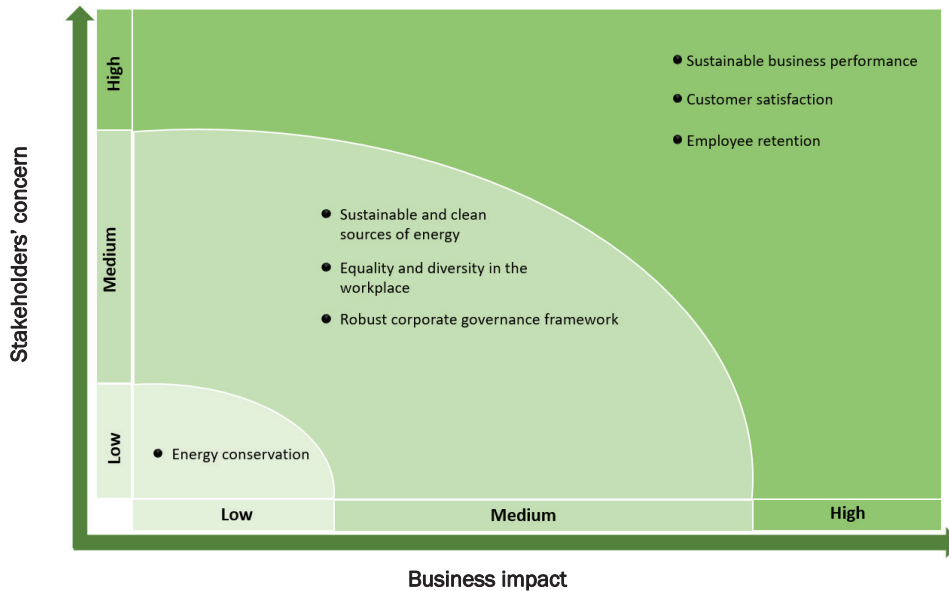 High
Sustainable business performance
Customer satisfaction
Employee retention
Stakeholders' concern
Medium
Sustainable and clean
sources of energy
Equality and diversity in the
workplace
Robust corporate governance framework
Low
Energy conservation
Low
Medium
High
Business impact